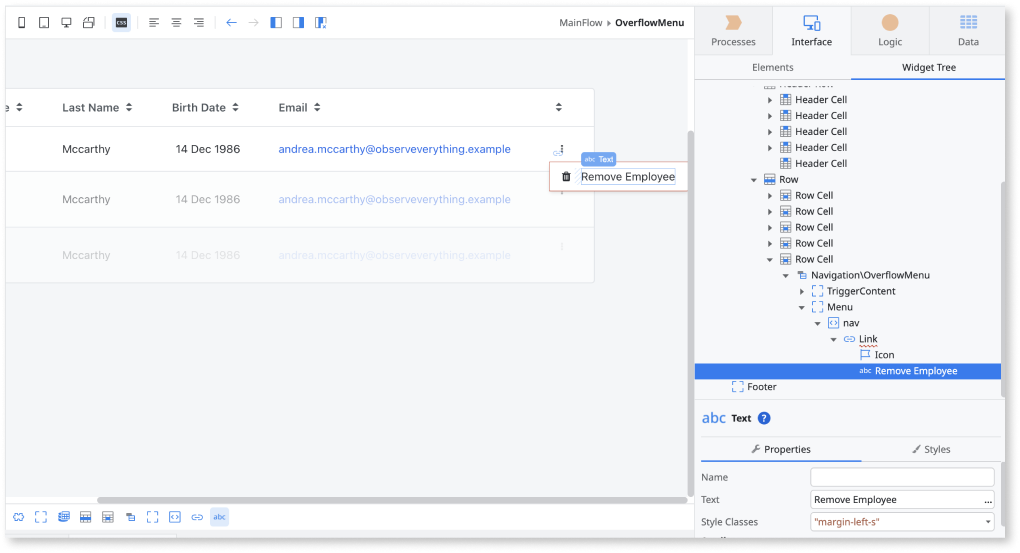 CSS
MainFlow
OverflowMenu
Processes
Interface
Logic
Data
Elements
Widget Tree
e
Last Name
Birth Date
Email
Mccarthy
14 Dec 1986
andrea.mccarthy@observeverything.example
abc Text
Remove Employee
Mccarthy
14 Dec 1986
andrea.mccarthy@observeverything.example
Mccarthy
14 Dec 1986
andrea.mccarthy@observeverything.example
Header Row
Header Cell
Header Cell
Header Cell
Header Cell
Header Cell
Row
Row Cell
Row Cell
Row Cell
Row Cell
Row Cell
Navigation\OverflowMenu
TriggerContent
Menu
nav
Link
Icon
abc Remove Employee
Footer
abc Text ?
Properties
Styles
Name
Text
Remove Employee
...
Style Classes
"margin-left-s"
abc